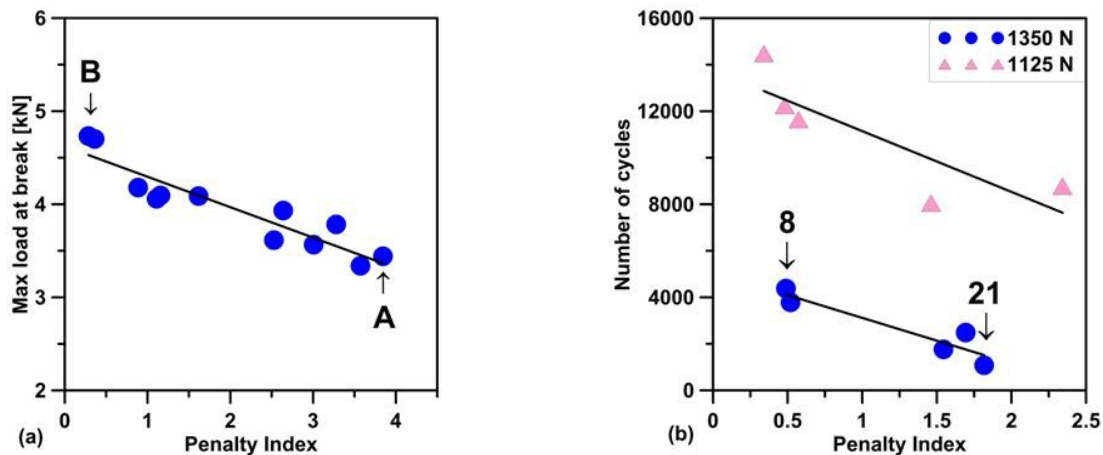 6
5
4
3
2
Max load at break [kN]
B
↓
↑
A
0 1 2 3 4
(a) Penalty Index
16000
12000
8000
4000
0
Number of cycles
1350 N
1125 N
8
↓
21
↓
0 0.5 1 1.5 2 2.5
(b) Penalty Index